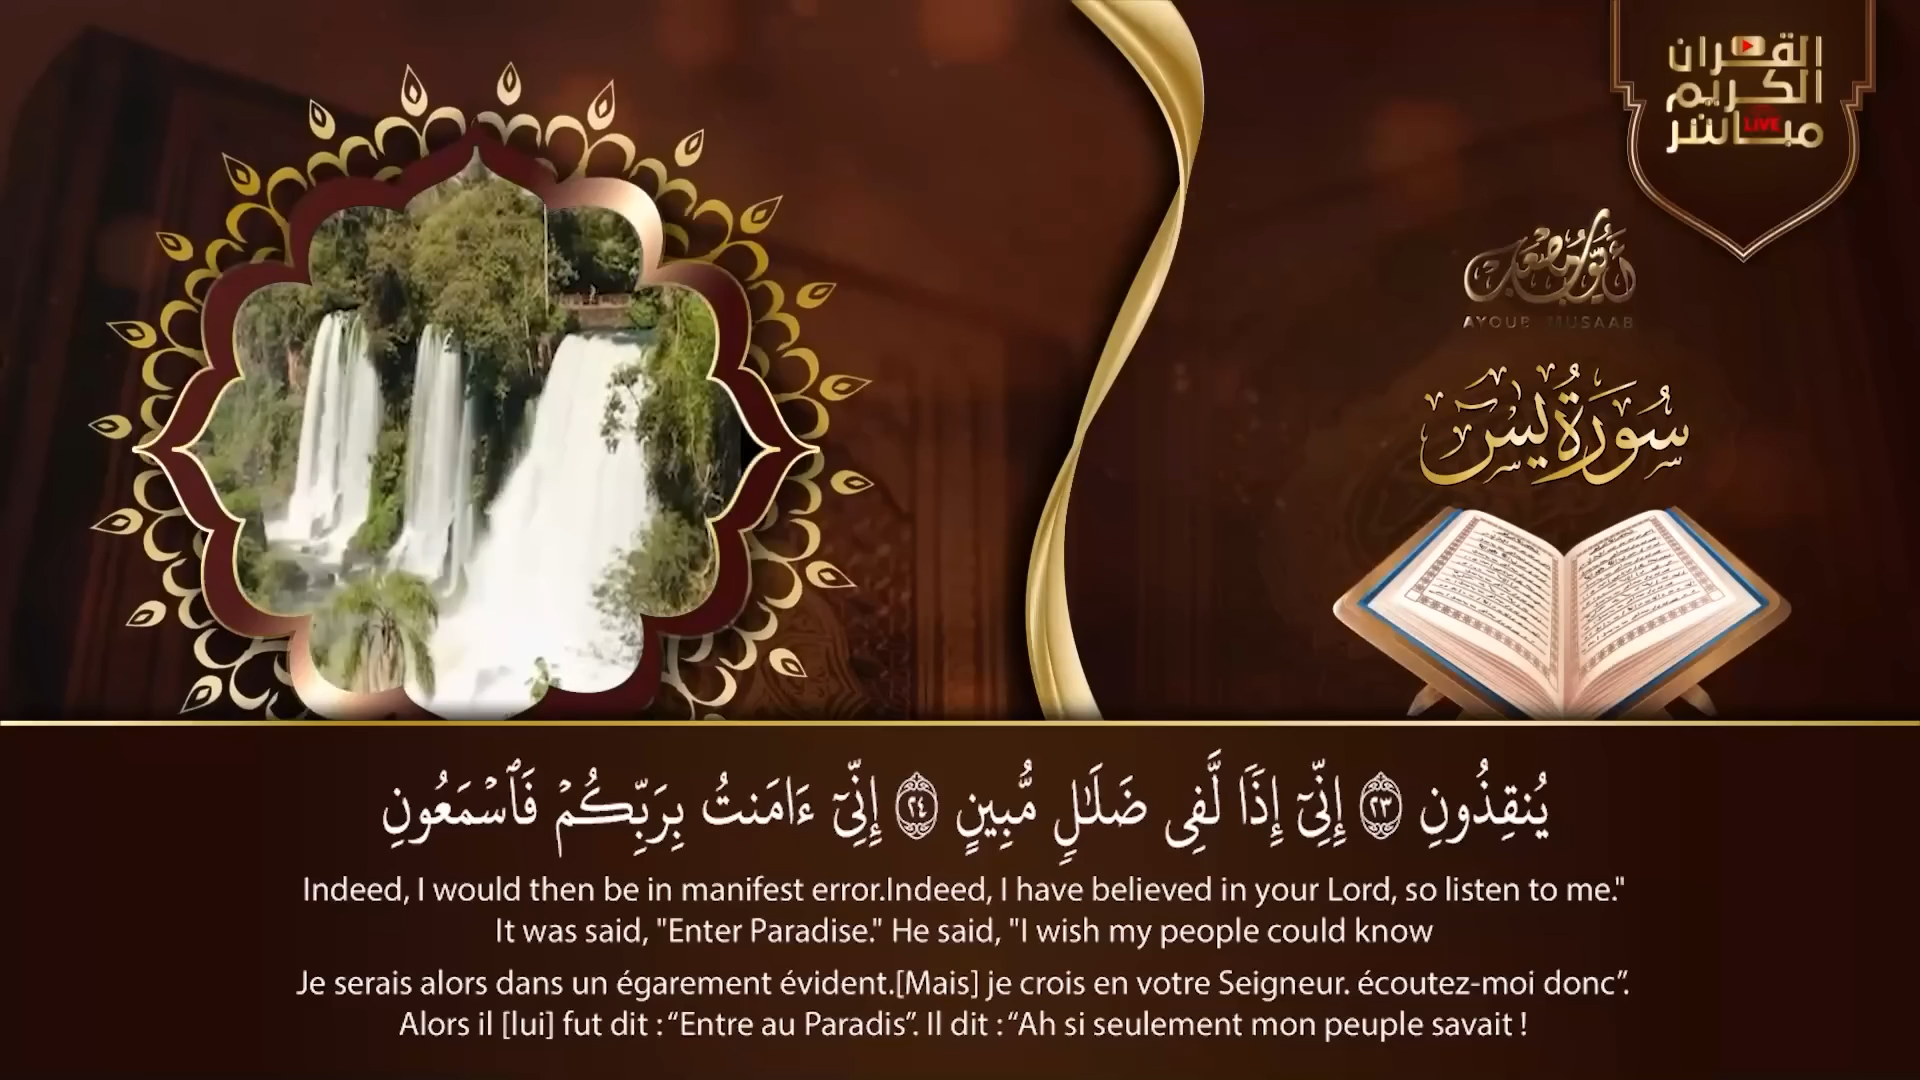 القرآن
الكريم
مباشر
LIVE
أيوب مصعب
AYOUB MUSAAB
سُورَةُ يسٓ
يُنقِذُونِ ٢٣ إِنِّىٓ إِذًا لَّفِى ضَلَٰلٍ مُّبِينٍ ٢٤ إِنِّىٓ ءَامَنتُ بِرَبِّكُمْ فَٱسْمَعُونِ
Indeed, I would then be in manifest error.Indeed, I have believed in your Lord, so listen to me."
It was said, "Enter Paradise." He said, "I wish my people could know
Je serais alors dans un égarement évident.[Mais] je crois en votre Seigneur. écoutez-moi donc”.
Alors il [lui] fut dit : “Entre au Paradis”. Il dit : “Ah si seulement mon peuple savait !